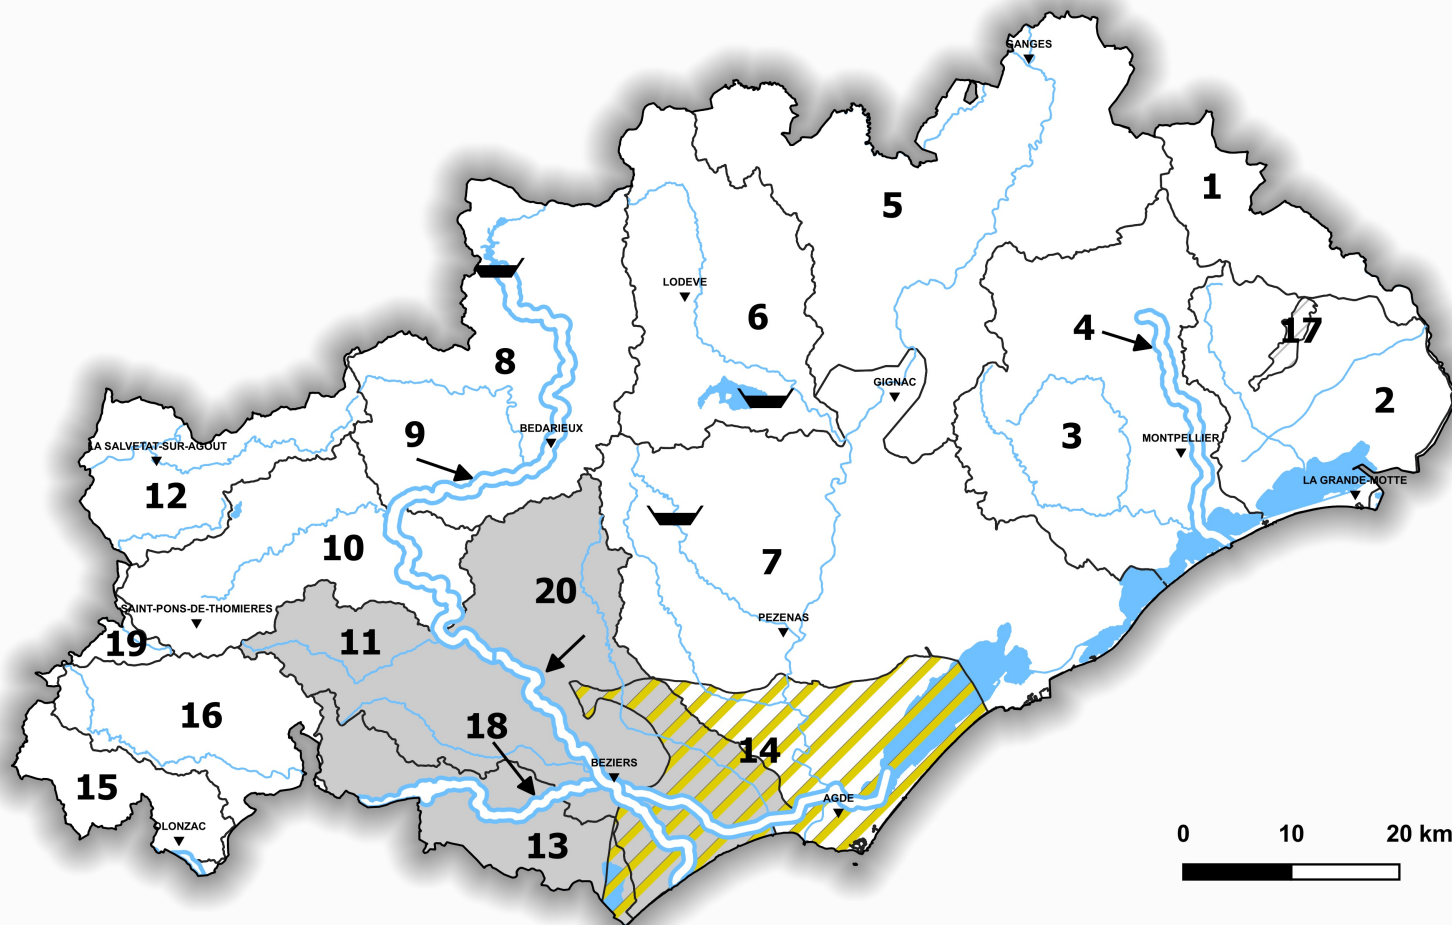 GANGES
1
5
LODEVE
6
4
17
8
GIGNAC
2
9
BEDARIEUX
3
MONTPELLIER
LA SALVETAT-SUR-AGOUT
12
LA GRANDE-MOTTE
10
7
20
SAINT-PONS-DE-THOMIERES
PEZENAS
19
11
16
18
14
BEZIERS
15
AGDE
OLONZAC
13
0 10 20 km